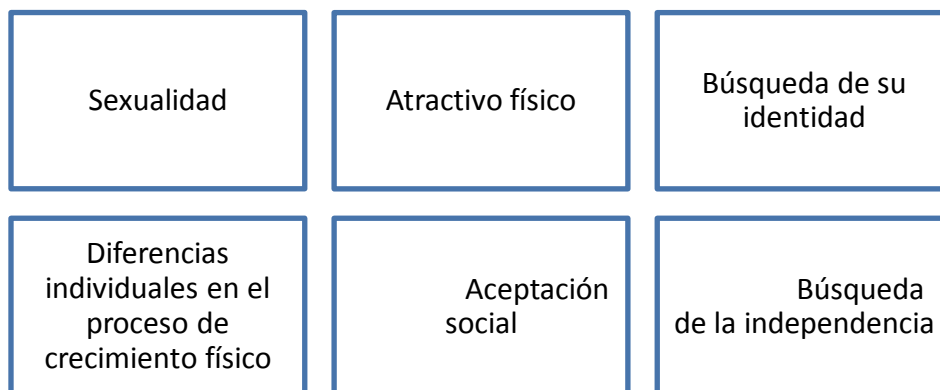 Sexualidad
Atractivo físico
Búsqueda de su
identidad
Diferencias
individuales en el
proceso de
crecimiento físico
Aceptación
social
Búsqueda
de la independencia